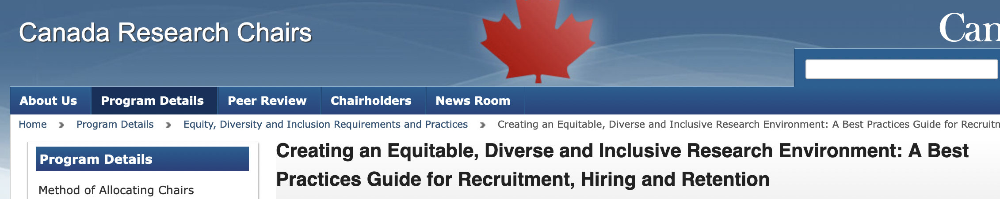 Canada Research Chairs
Can
About Us Program Details Peer Review Chairholders News Room
Home Program Details Equity, Diversity and Inclusion Requirements and Practices Creating an Equitable, Diverse and Inclusive Research Environment: A Best Practices Guide for Recruitm
Program Details
Method of Allocating Chairs
Creating an Equitable, Diverse and Inclusive Research Environment: A Best
Practices Guide for Recruitment, Hiring and Retention